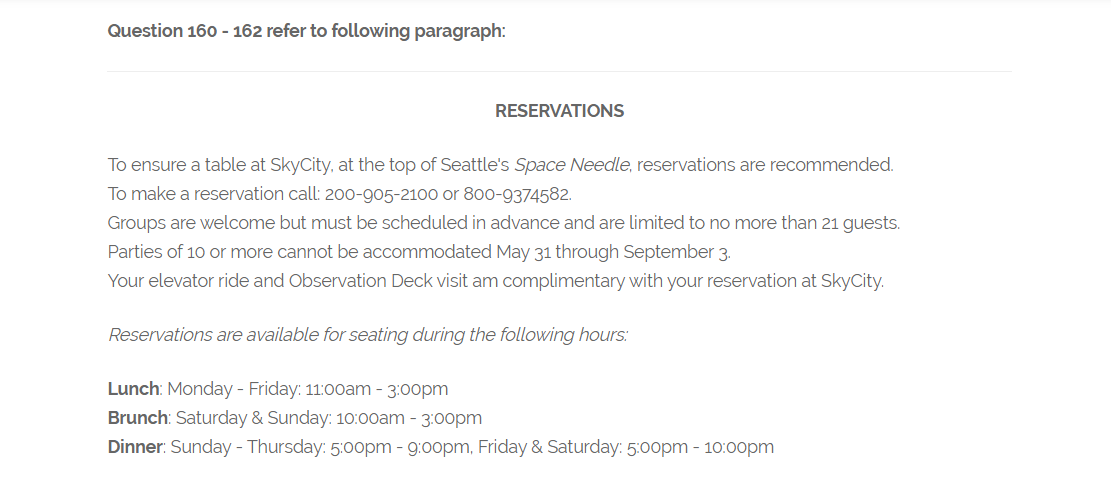 Question 160 - 162 refer to following paragraph:
RESERVATIONS
To ensure a table at SkyCity, at the top of Seattle's Space Needle, reservations are recommended.
To make a reservation call: 200-905-2100 or 800-9374582.
Groups are welcome but must be scheduled in advance and are limited to no more than 21 guests.
Parties of 10 or more cannot be accommodated May 31 through September 3.
Your elevator ride and Observation Deck visit am complimentary with your reservation at SkyCity.
Reservations are available for seating during the following hours:
Lunch: Monday - Friday: 11:00am - 3:00pm
Brunch: Saturday & Sunday: 10:00am - 3:00pm
Dinner: Sunday - Thursday: 5:00pm - 9:00pm, Friday & Saturday: 5:00pm - 10:00pm